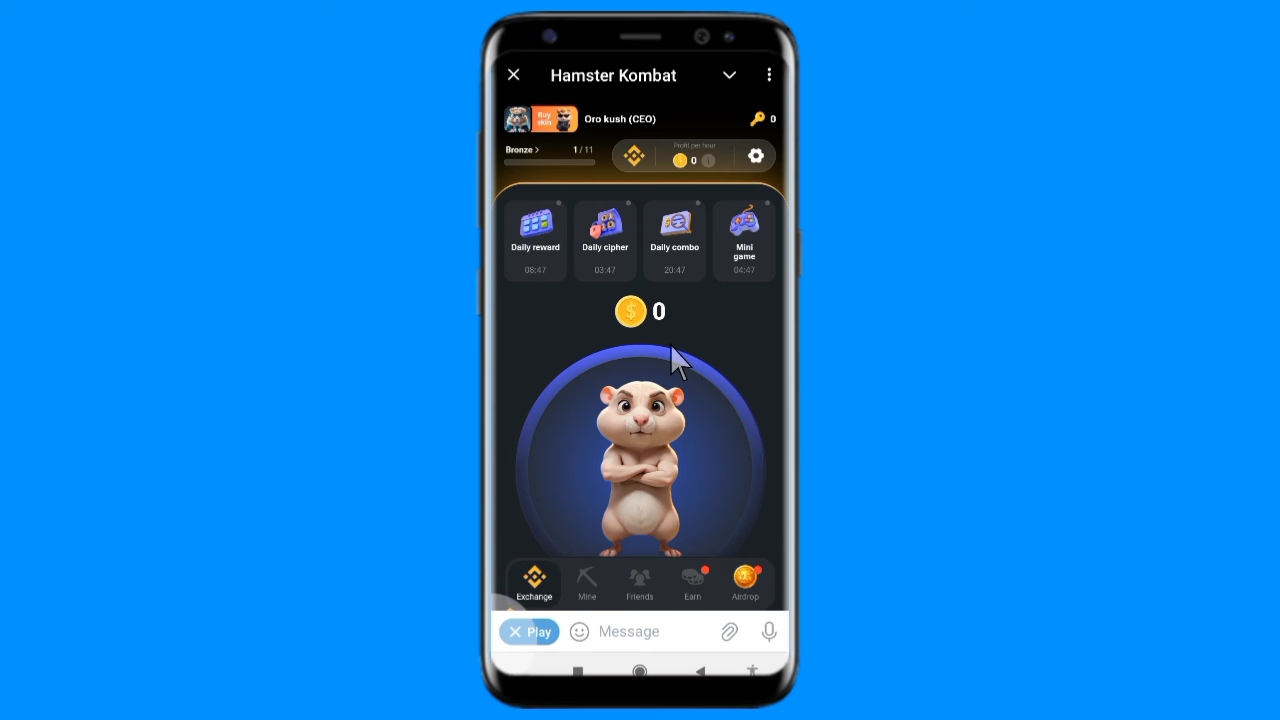 Hamster Kombat
Buy
skin
Oro kush (CEO)
0
Bronze >
1 / 11
Profit per hour
0
Daily reward
08:47
Daily cipher
03:47
Daily combo
20:47
Mini
game
04:47
0
Exchange
Mine
Friends
Earn
Airdrop
Play
Message